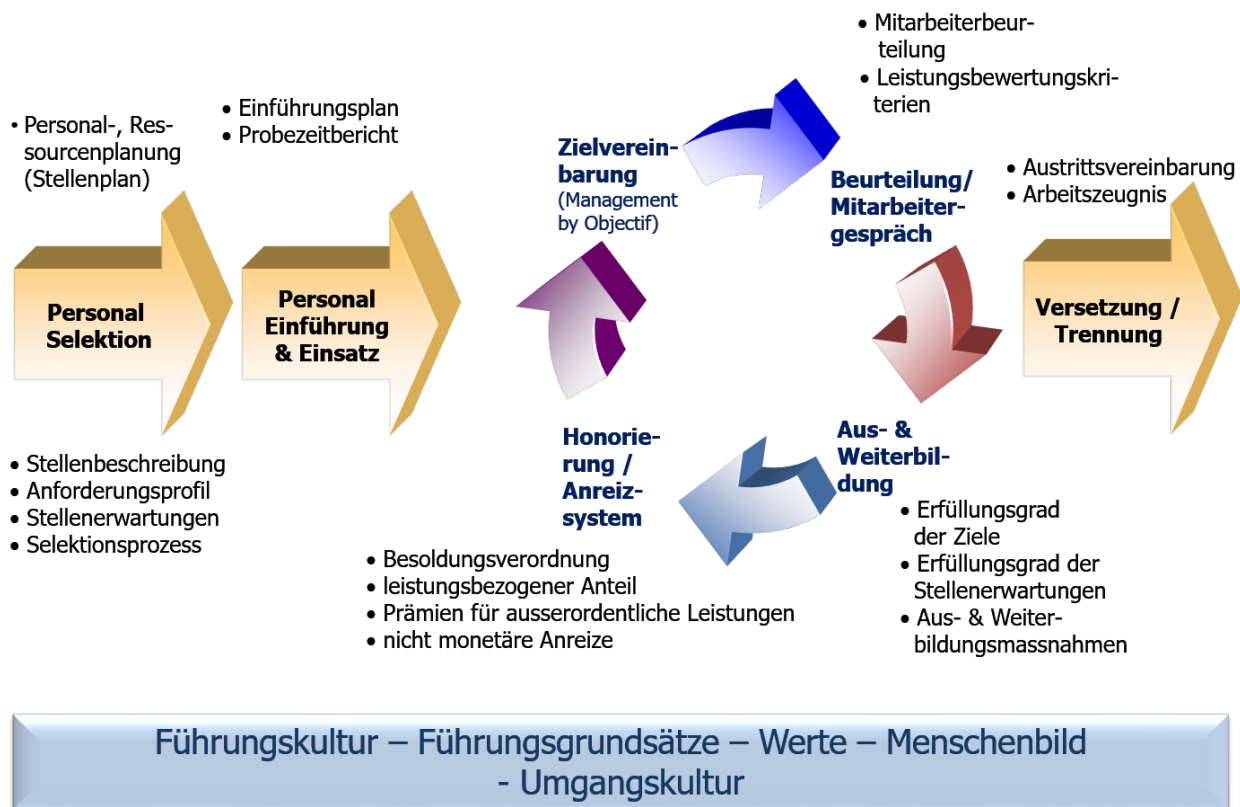 • Personal-, Res-
sourcenplanung
(Stellenplan)
• Einführungsplan
• Probezeitbericht
Personal
Selektion
Personal
Einführung
& Einsatz
• Stellenbeschreibung
• Anforderungsprofil
• Stellenerwartungen
• Selektionsprozess
Zielverein-
barung
(Management
by Objectif)
• Mitarbeiterbeur-
teilung
• Leistungsbewertungskri-
terien
Beurteilung/
Mitarbeiter-
gespräch
Aus- &
Weiterbil-
dung
• Erfüllungsgrad
der Ziele
• Erfüllungsgrad der
Stellenerwartungen
• Aus- & Weiter-
bildungsmassnahmen
Honorie-
rung /
Anreiz-
system
• Besoldungsverordnung
• leistungsbezogener Anteil
• Prämien für ausserordentliche Leistungen
• nicht monetäre Anreize
• Austrittsvereinbarung
• Arbeitszeugnis
Versetzung /
Trennung
Führungskultur – Führungsgrundsätze – Werte – Menschenbild
- Umgangskultur